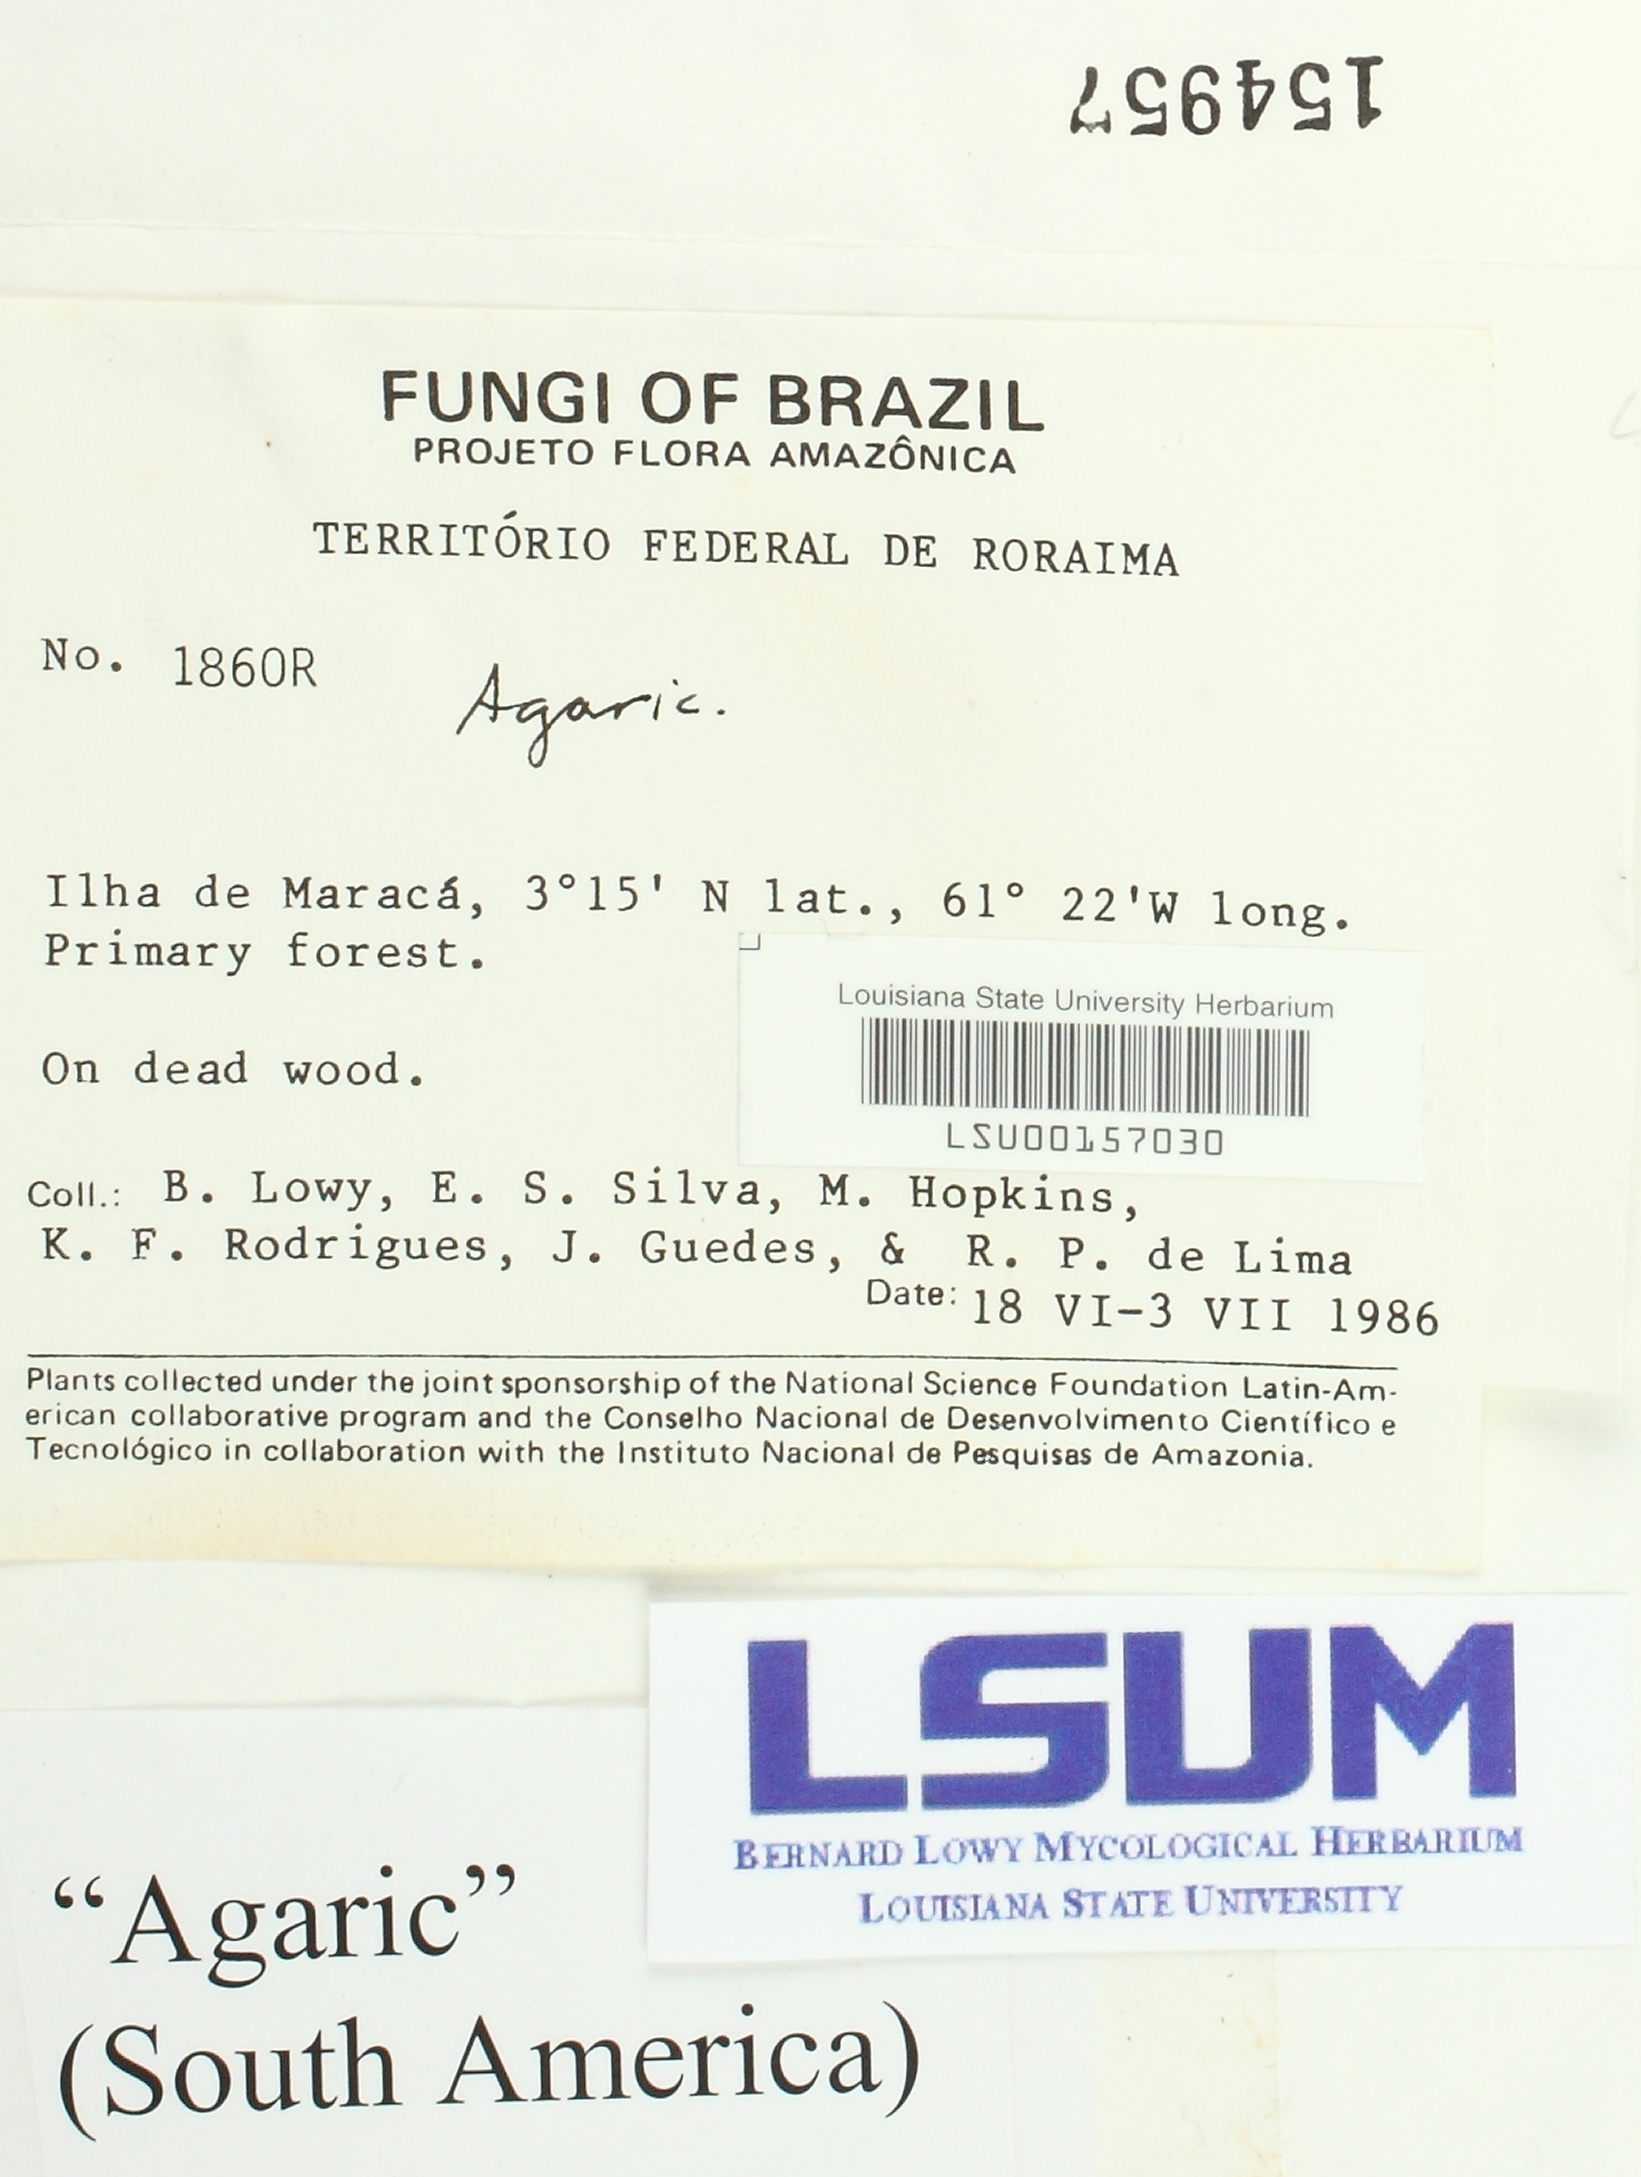 154957
FUNGI OF BRAZIL
PROJETO FLORA AMAZÔNICA
TERRITÓRIO FEDERAL DE RORAIMA
No. 1860R
Agaric.
Ilha de Maracá, 3°15' N lat., 61° 22'W long.
Primary forest.
Louisiana State University Herbarium
LSU00157030
On dead wood.
Coll.: B. Lowy, E. S. Silva, M. Hopkins,
K. F. Rodrigues, J. Guedes, & R. P. de Lima
Date: 18 VI-3 VII 1986
Plants collected under the joint sponsorship of the National Science Foundation Latin-Am-
erican collaborative program and the Conselho Nacional de Desenvolvimento Científico e
Tecnológico in collaboration with the Instituto Nacional de Pesquisas de Amazonia.
LSUM
BERNARD LOWY MYCOLOGICAL HERBARIUM
LOUISIANA STATE UNIVERSITY
“Agaric”
(South America)